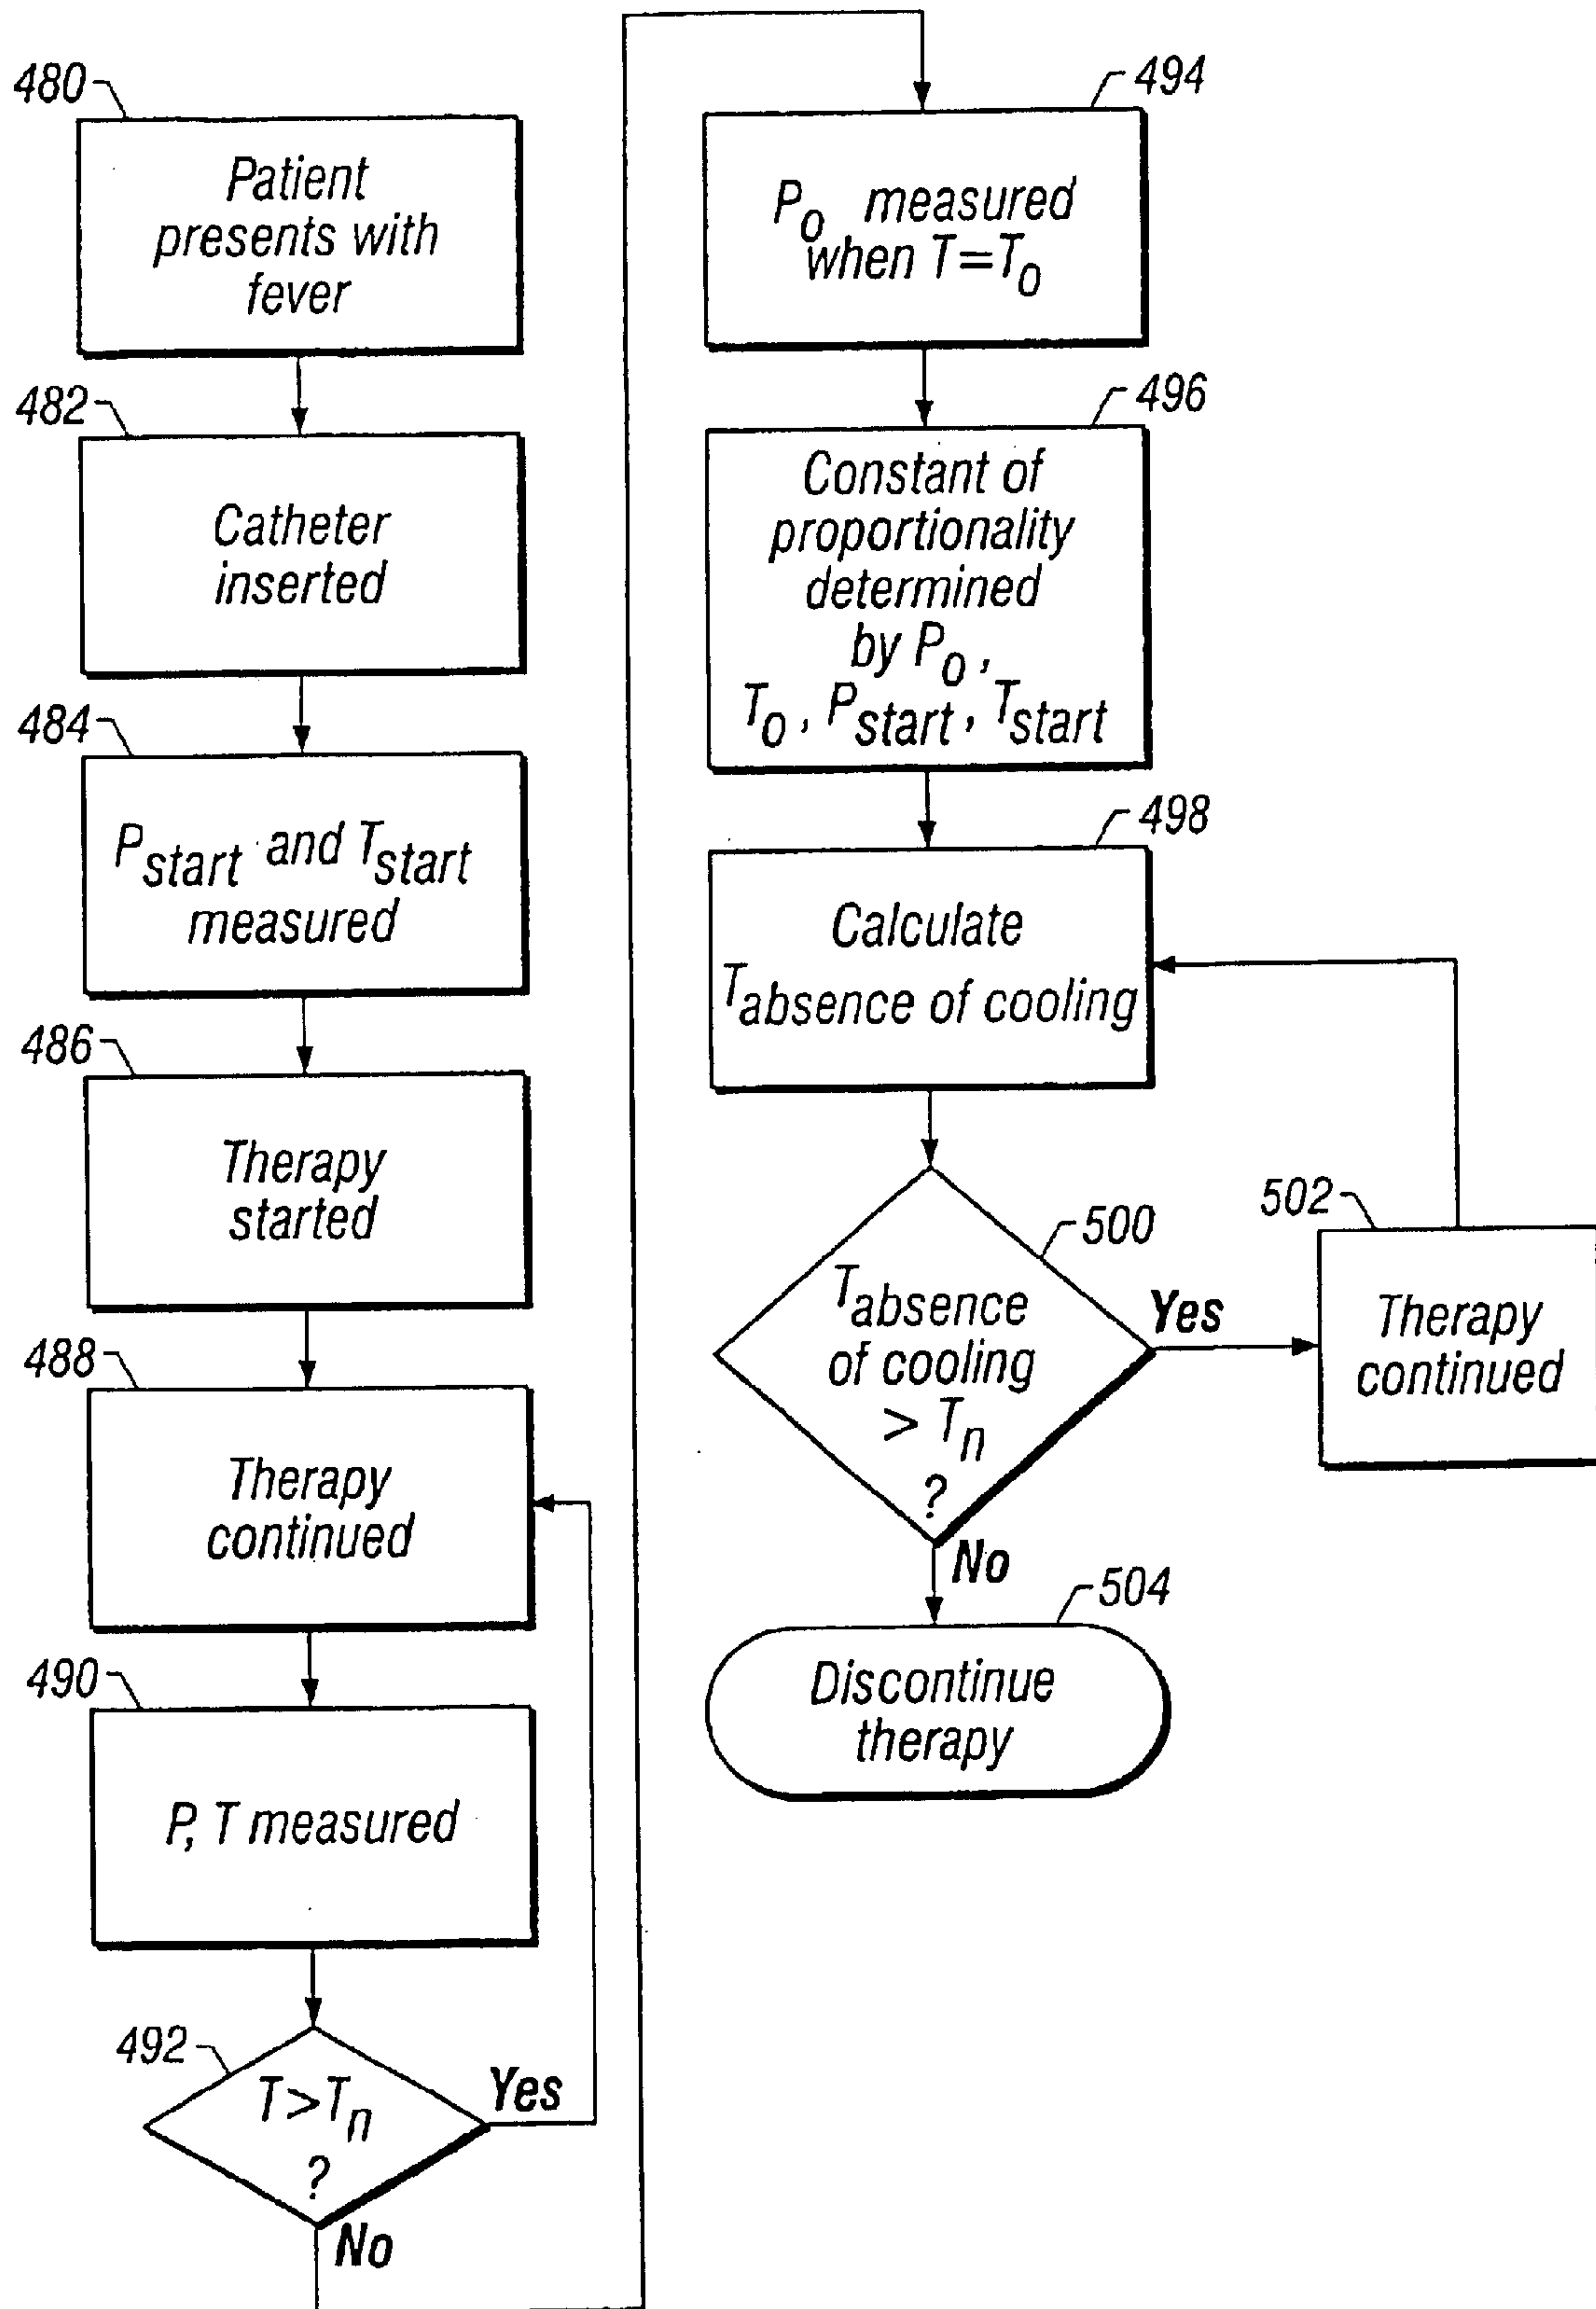 480
Patient
presents with
fever
482
Catheter
inserted
484
Pstart and Tstart
measured
486
Therapy
started
488
Therapy
continued
490
P, T measured
492
T>Tn
?
Yes
No
494
Po measured
when T=To
496
Constant of
proportionality
determined
by Po,
To, Pstart, Tstart
498
Calculate
Tabsence of cooling
500
Tabsence
of cooling
> Tn
?
Yes
No
502
Therapy
continued
504
Discontinue
therapy